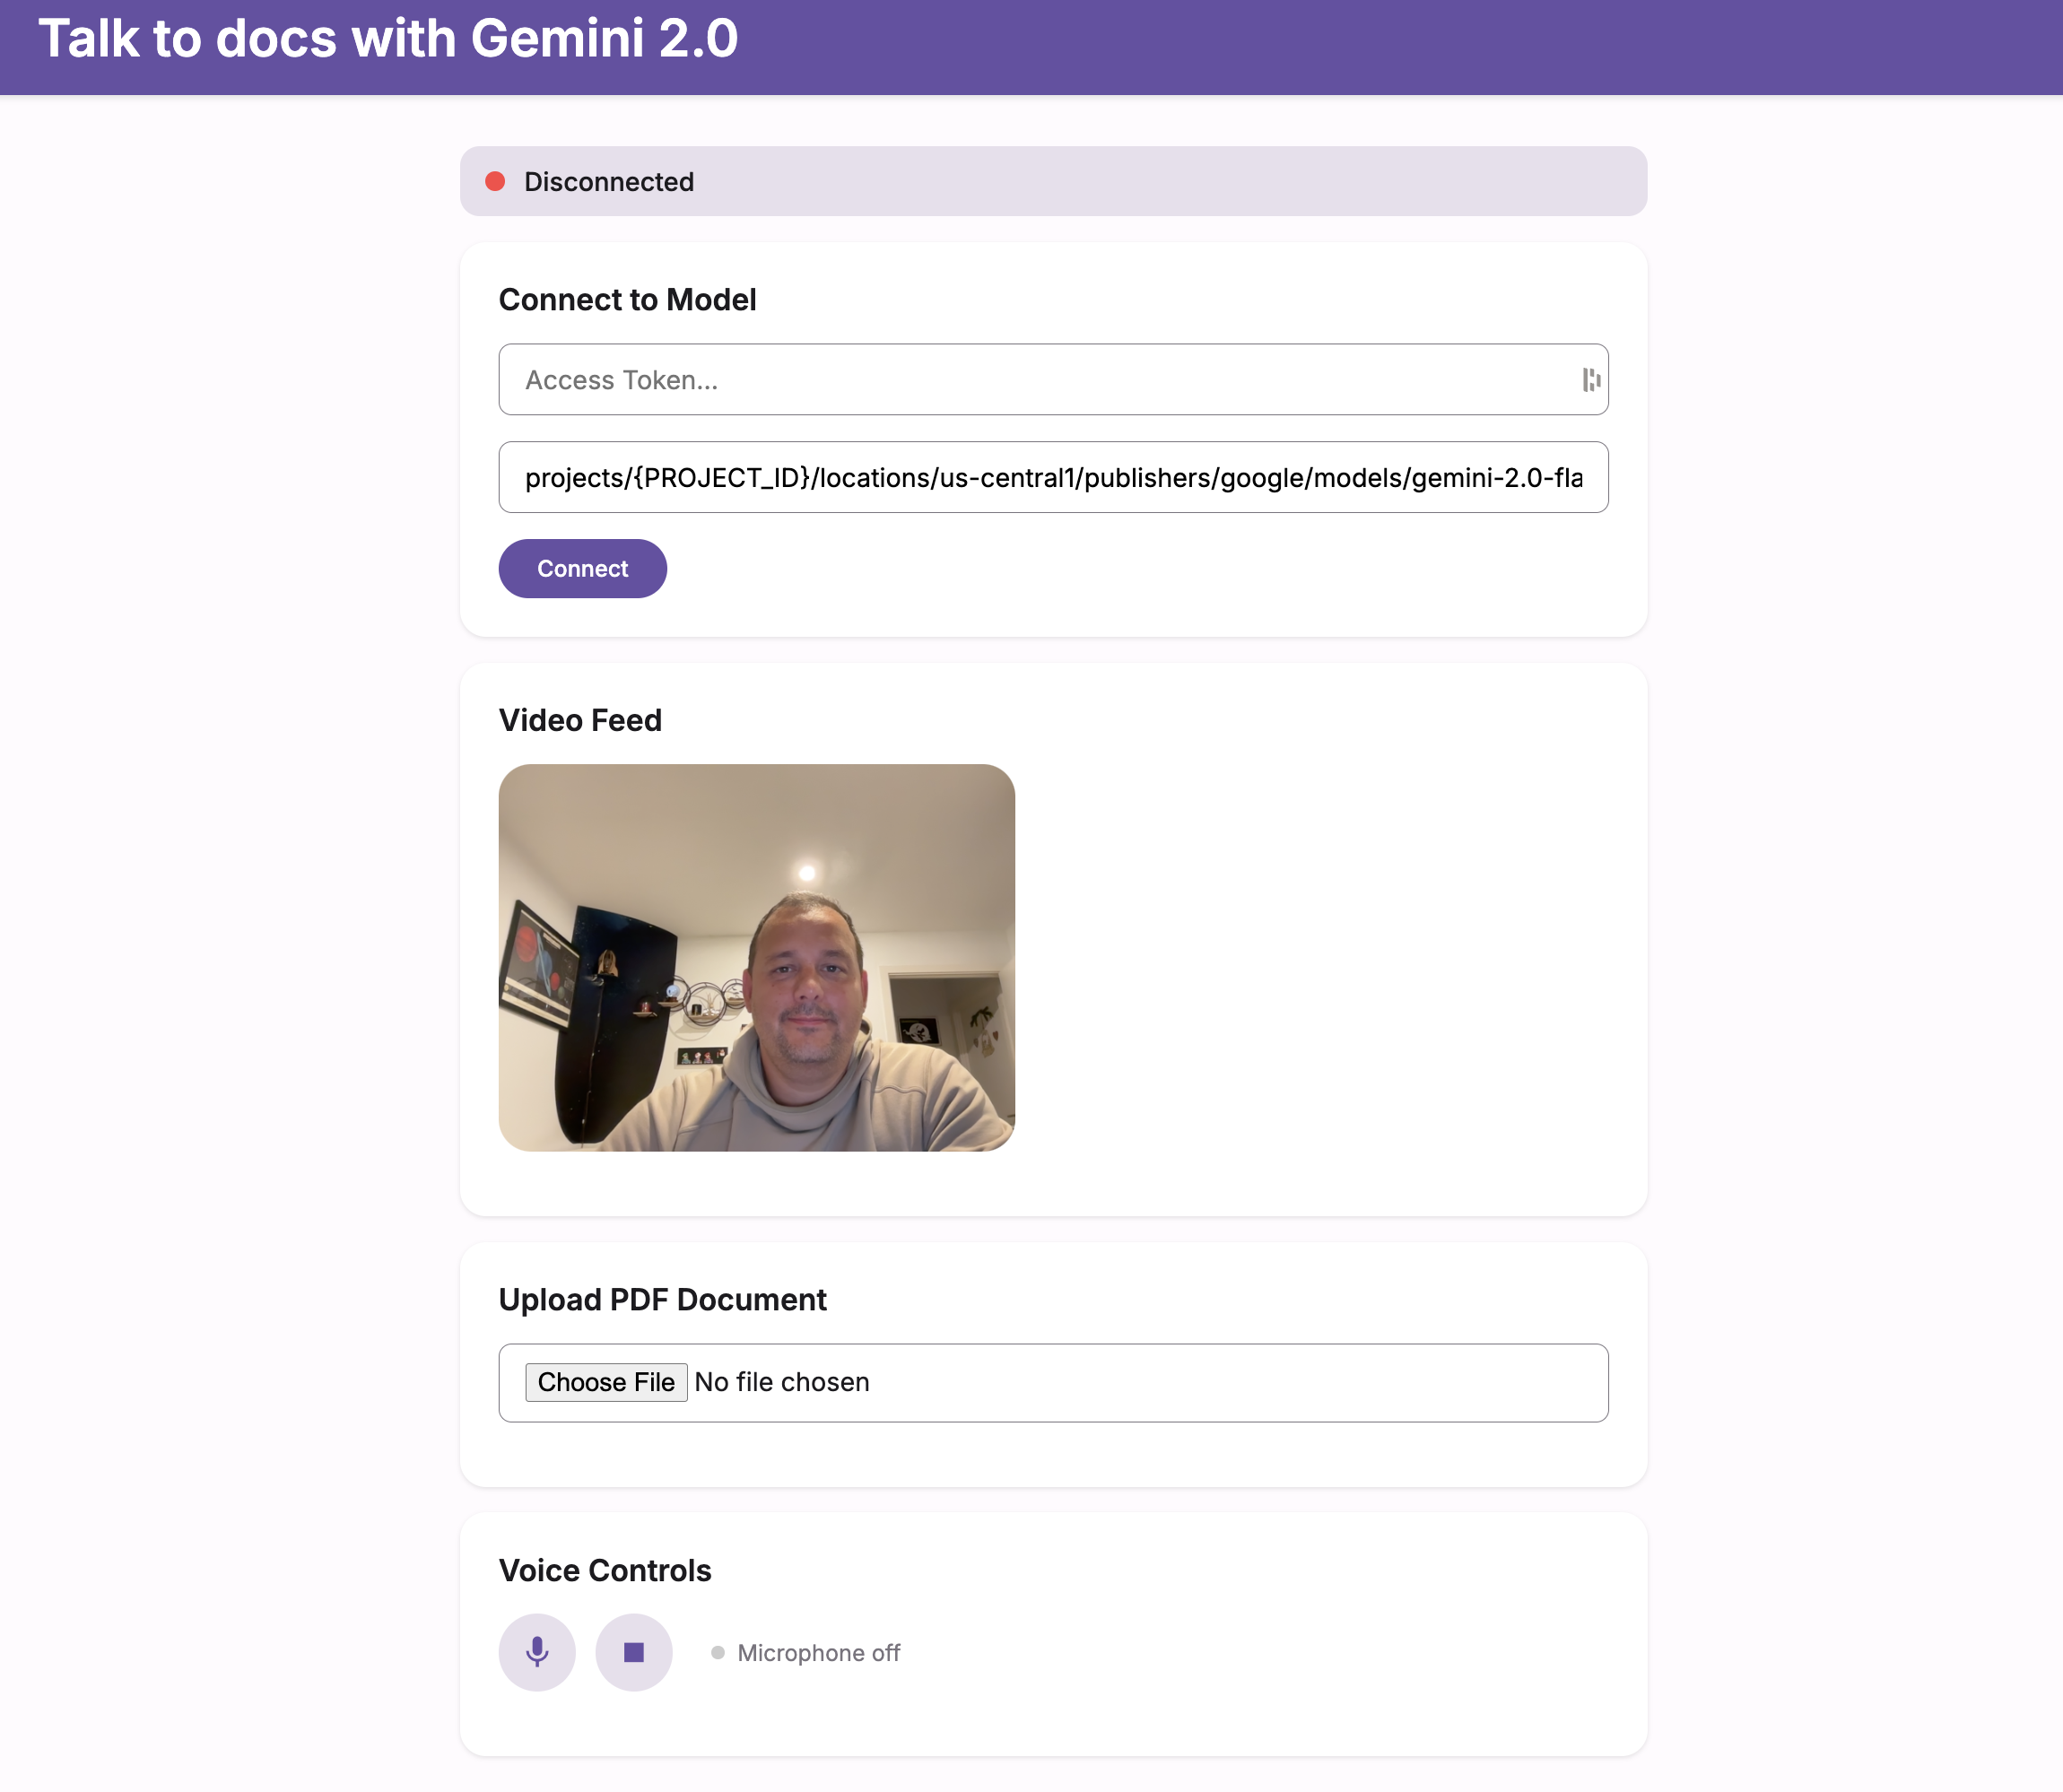 Talk to docs with Gemini 2.0
Disconnected
Connect to Model
Access Token...
projects/{PROJECT_ID}/locations/us-central1/publishers/google/models/gemini-2.0-fla
Connect
Video Feed
Upload PDF Document
Choose File No file chosen
Voice Controls
Microphone off